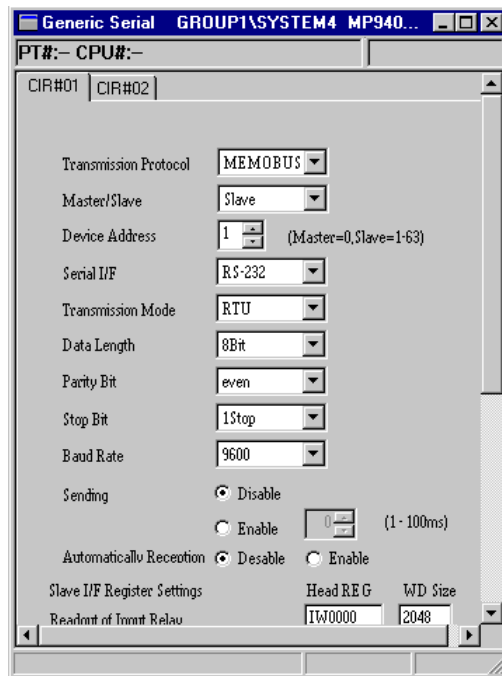 Generic Serial GROUP1\SYSTEM4 MP940...
PT#:– CPU#:–
CIR#01 CIR#02
Transmission Protocol MEMOBUS
Master/Slave Slave
Device Address 1 (Master=0,Slave=1-63)
Serial I/F RS-232
Transmission Mode RTU
Data Length 8Bit
Parity Bit even
Stop Bit 1Stop
Baud Rate 9600
Sending Disable
Enable 0 (1 - 100ms)
Automatically Reception Desable Enable
Slave I/F Register Settings Head REG WD Size
Readout of Input Relay IW0000 2048